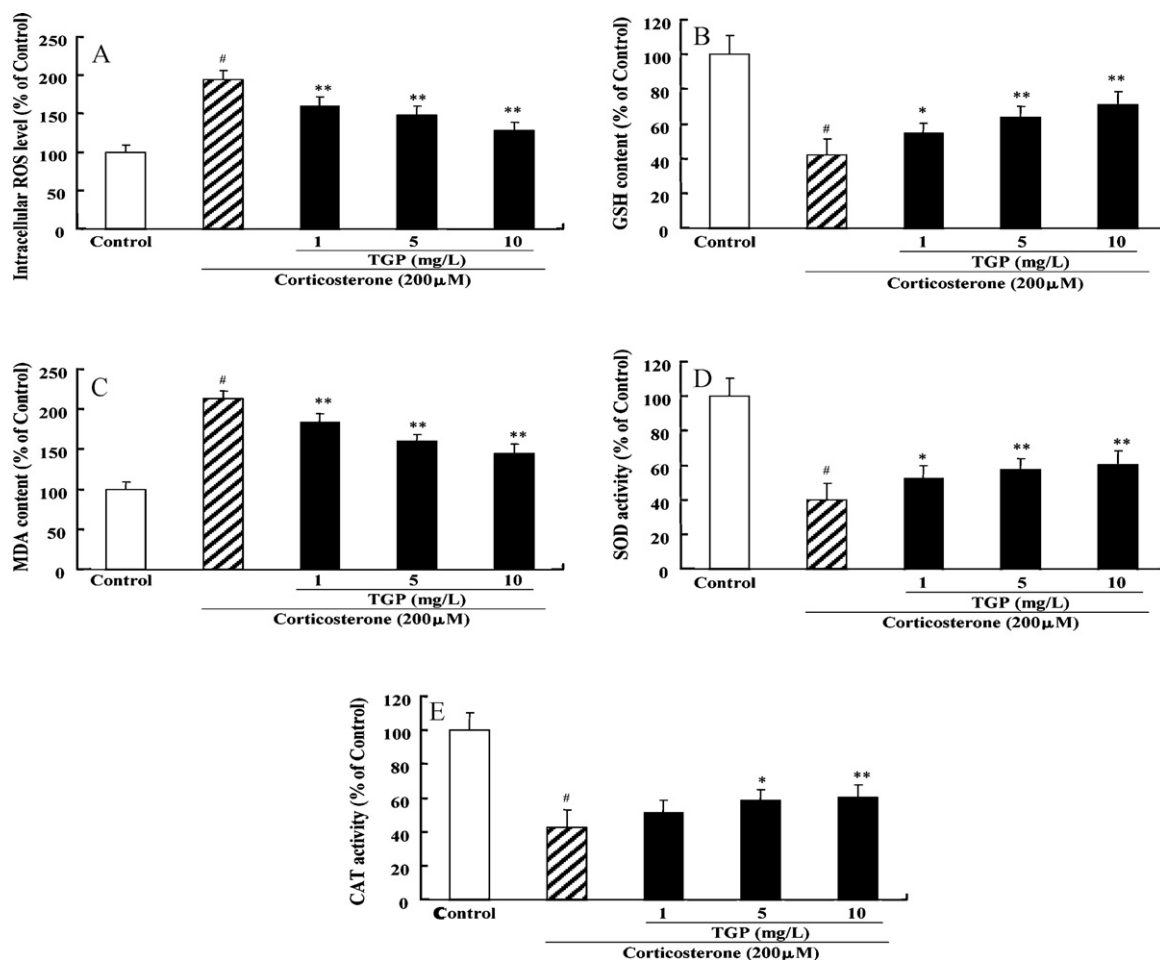 A
Intracellular ROS level (% of Control)
250
200
150
100
50
0
#
**
**
**
Control
1
5
10
TGP (mg/L)
Corticosterone (200μM)
B
GSH content (% of Control)
120
100
80
60
40
20
0
#
*
**
**
Control
1
5
10
TGP (mg/L)
Corticosterone (200μM)
C
MDA content (% of Control)
250
200
150
100
50
0
#
**
**
**
Control
1
5
10
TGP (mg/L)
Corticosterone (200μM)
D
SOD activity (% of Control)
120
100
80
60
40
20
0
#
*
**
**
Control
1
5
10
TGP (mg/L)
Corticosterone (200μM)
E
CAT activity (% of Control)
120
100
80
60
40
20
0
#
*
**
Control
1
5
10
TGP (mg/L)
Corticosterone (200μM)